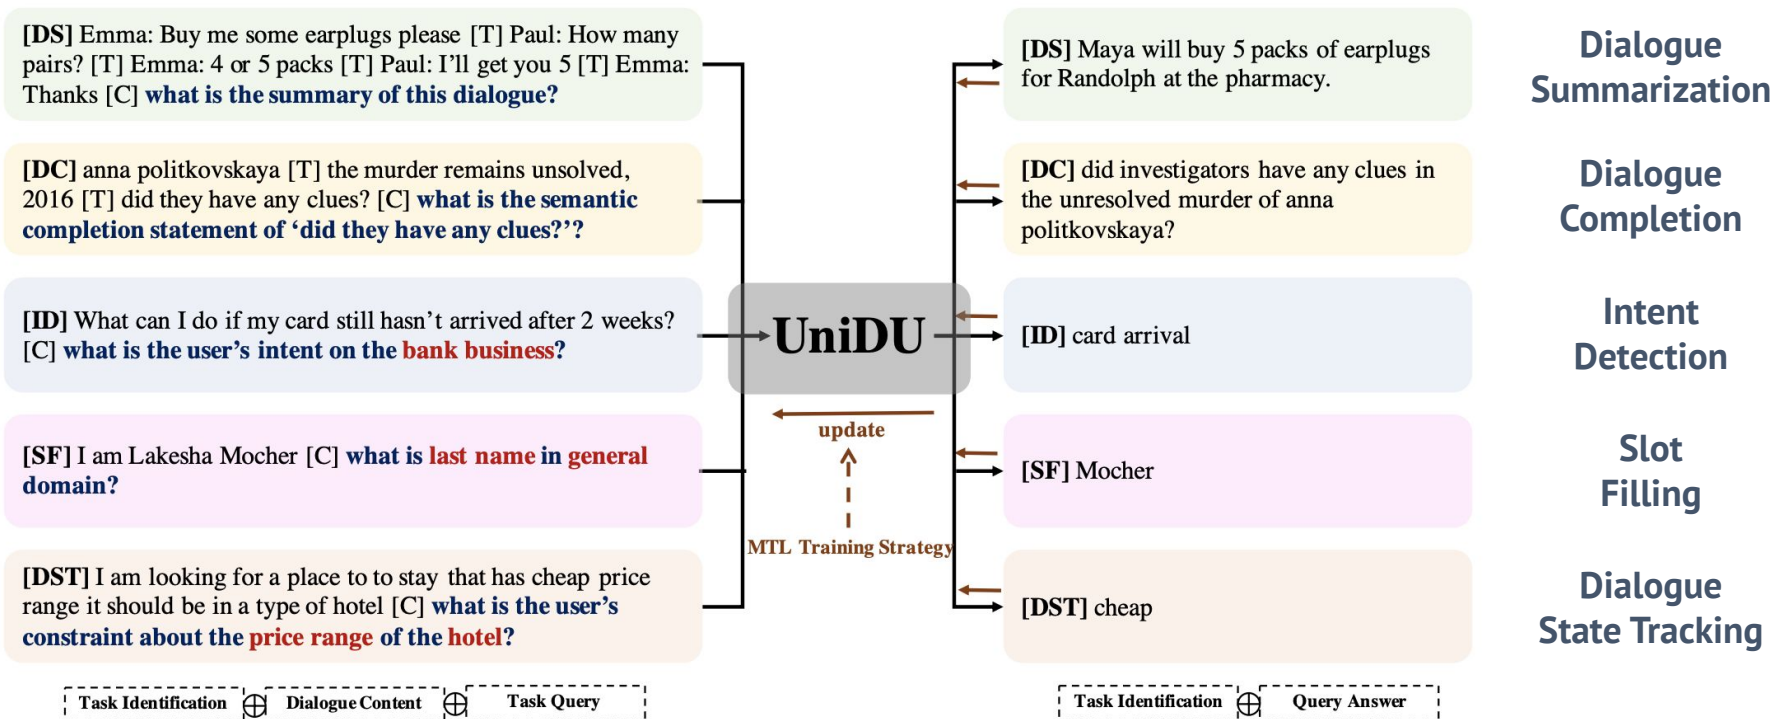 [DS] Emma: Buy me some earplugs please [T] Paul: How many
pairs? [T] Emma: 4 or 5 packs [T] Paul: I'll get you 5 [T] Emma:
Thanks [C] what is the summary of this dialogue?
[DS] Maya will buy 5 packs of earplugs
for Randolph at the pharmacy.
Dialogue
Summarization
[DC] anna politkovskaya [T] the murder remains unsolved,
2016 [T] did they have any clues? [C] what is the semantic
completion statement of ‘did they have any clues?’?
[DC] did investigators have any clues in
the unresolved murder of anna
politkovskaya?
Dialogue
Completion
[ID] What can I do if my card still hasn't arrived after 2 weeks?
[C] what is the user's intent on the bank business?
UniDU
[ID] card arrival
Intent
Detection
update
MTL Training Strategy
[SF] I am Lakesha Mocher [C] what is last name in general
domain?
[SF] Mocher
Slot
Filling
[DST] I am looking for a place to to stay that has cheap price
range it should be in a type of hotel [C] what is the user's
constraint about the price range of the hotel?
[DST] cheap
Dialogue
State Tracking
Task Identification ⊕ Dialogue Content ⊕ Task Query
Task Identification ⊕ Query Answer